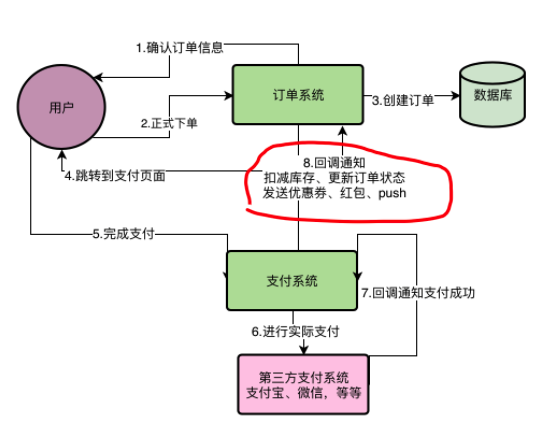 1.确认订单信息
用户
订单系统
数据库
3.创建订单
2.正式下单
8.回调通知
扣减库存、更新订单状态
发送优惠券、红包、push
4.跳转到支付页面
5.完成支付
支付系统
7.回调通知支付成功
6.进行实际支付
第三方支付系统
支付宝、微信，等等